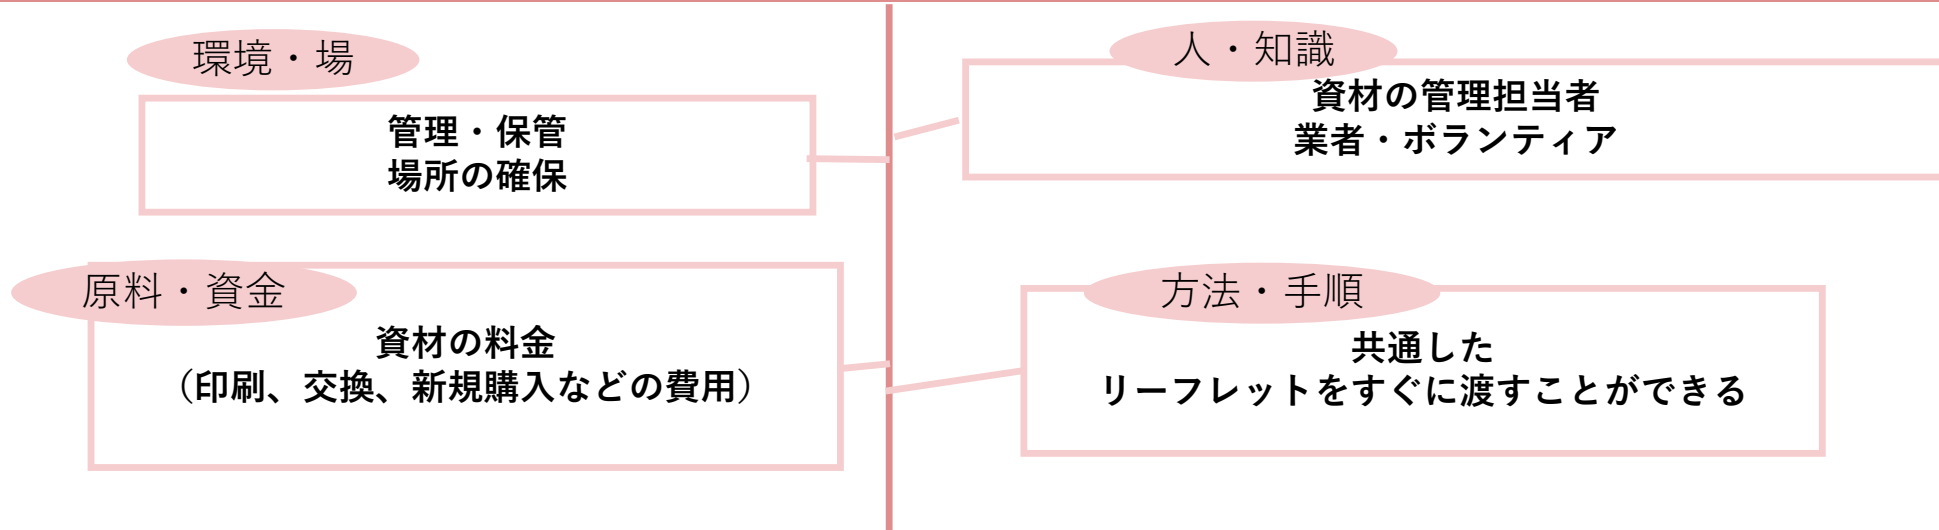 環境・場
管理・保管
場所の確保
人・知識
資材の管理担当者
業者・ボランティア
原料・資金
資材の料金
（印刷、交換、新規購入などの費用）
方法・手順
共通した
リーフレットをすぐに渡すことができる